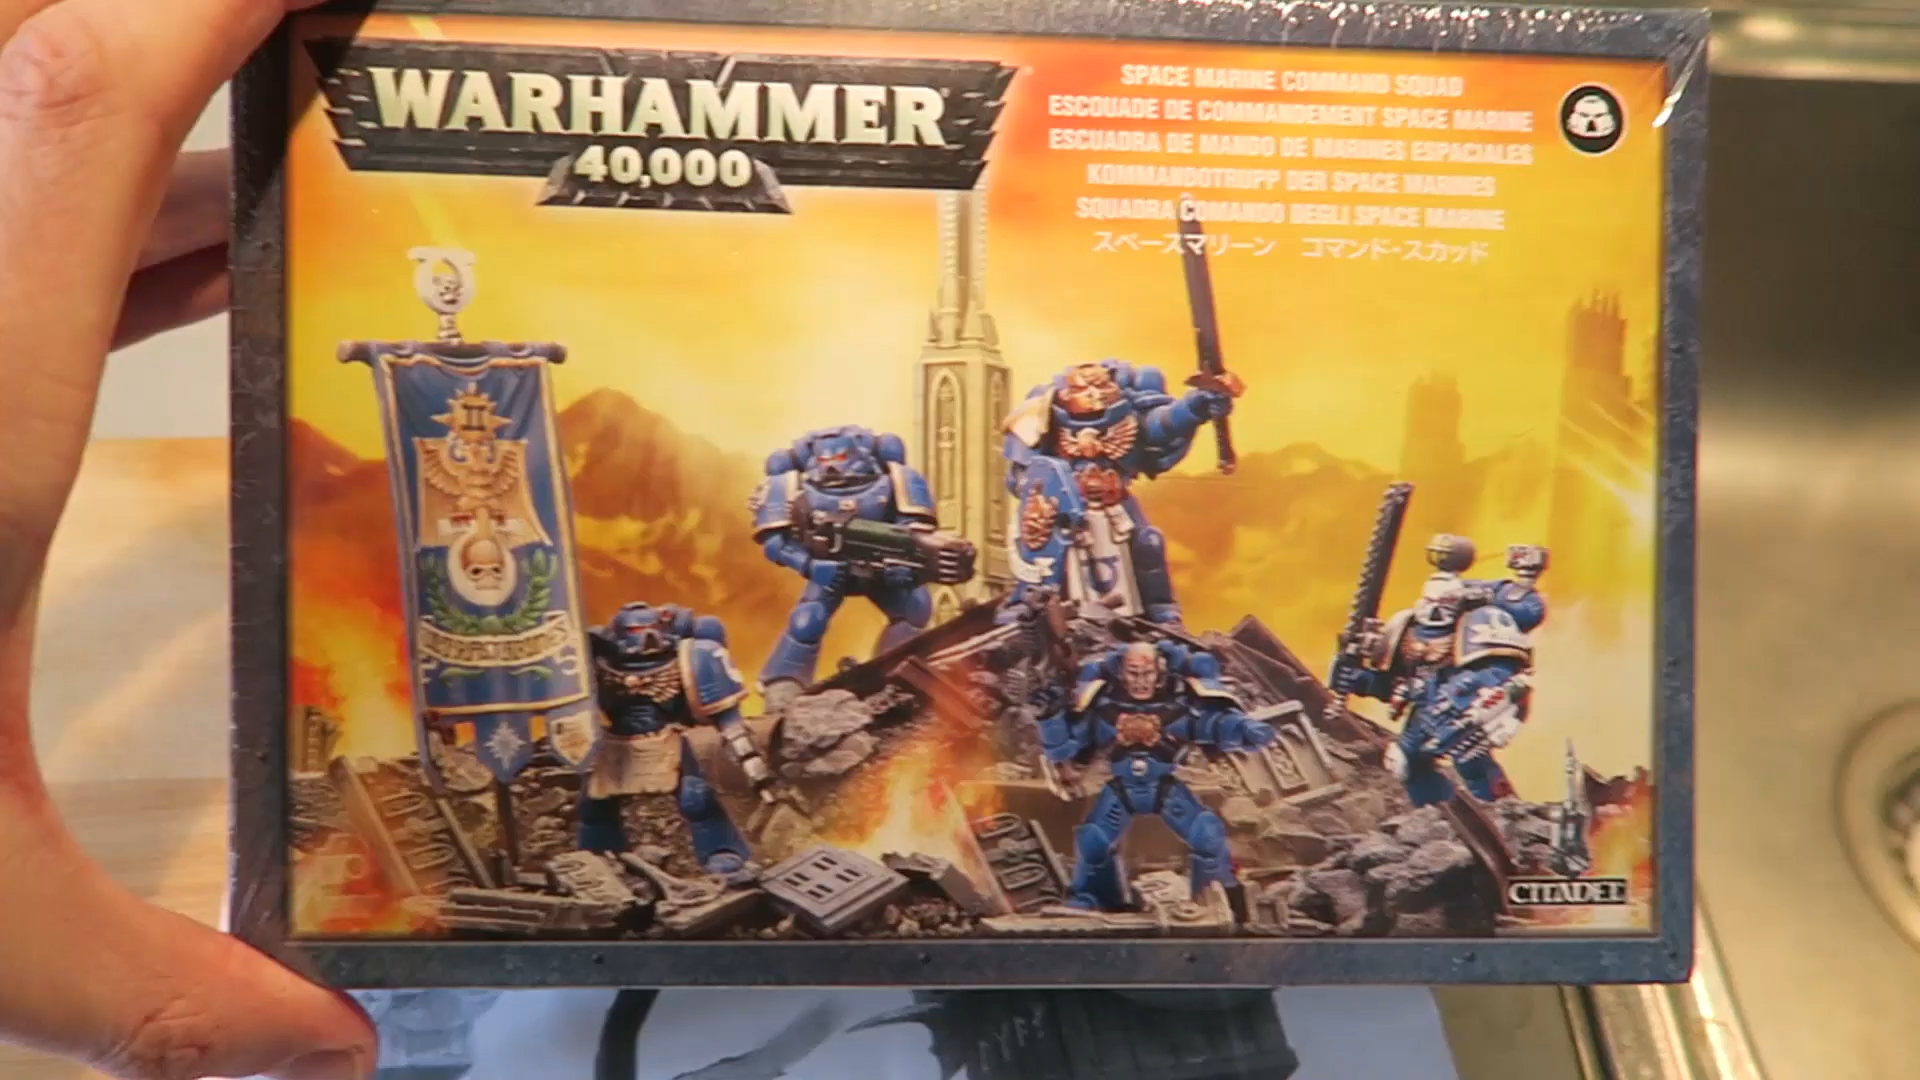 WARHAMMER
40,000
SPACE MARINE COMMAND SQUAD
ESCOUADE DE COMMANDEMENT SPACE MARINE
ESCUADRA DE MANDO DE MARINES ESPACIALES
KOMMANDOTRUPP DER SPACE MARINES
SQUADRA COMANDO DEGLI SPACE MARINE
スペースマリーン コマンド・スカッド
II
CITADEL